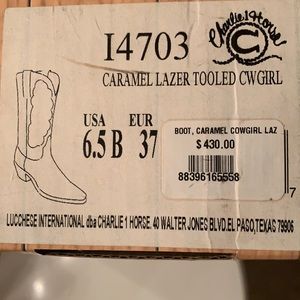 I4703
Charlie 1 Horse
C
CARAMEL LAZER TOOLED CWGIRL
USA EUR
6.5 B 37
BOOT, CARAMEL COWGIRL LAZ
$ 430.00
88396165558
7
LUCCHESE INTERNATIONAL dba CHARLIE 1 HORSE. 40 WALTER JONES BLVD.EL PASO,TEXAS 79906